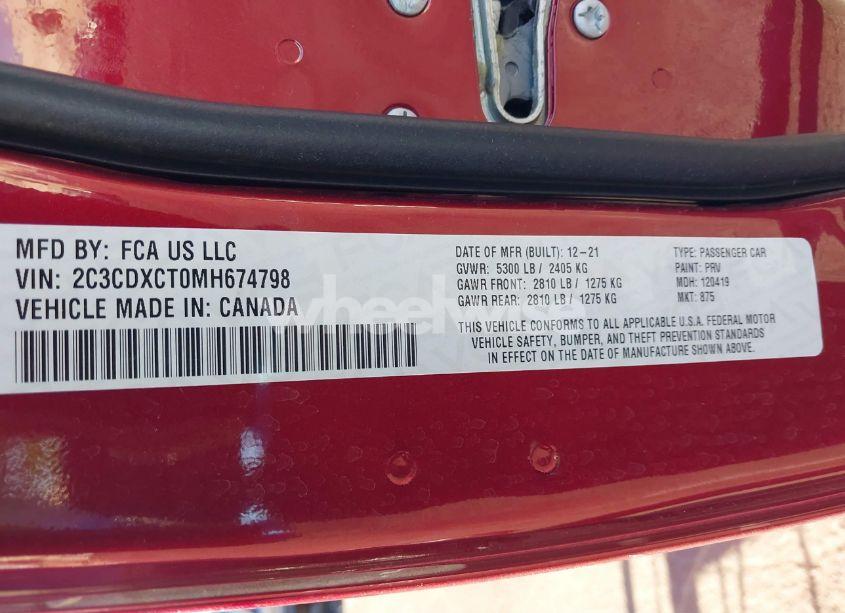 MFD BY: FCA US LLC
VIN: 2C3CDXCT0MH674798
VEHICLE MADE IN: CANADA
DATE OF MFR (BUILT): 12-21
GVWR: 5300 LB / 2405 KG
GAWR FRONT: 2810 LB / 1275 KG
GAWR REAR: 2810 LB / 1275 KG
THIS VEHICLE CONFORMS TO ALL APPLICABLE U.S.A. FEDERAL MOTOR
VEHICLE SAFETY, BUMPER, AND THEFT PREVENTION STANDARDS
IN EFFECT ON THE DATE OF MANUFACTURE SHOWN ABOVE.
TYPE: PASSENGER CAR
PAINT: PRV
MDH: 120419
MKT: 875
wheelwise